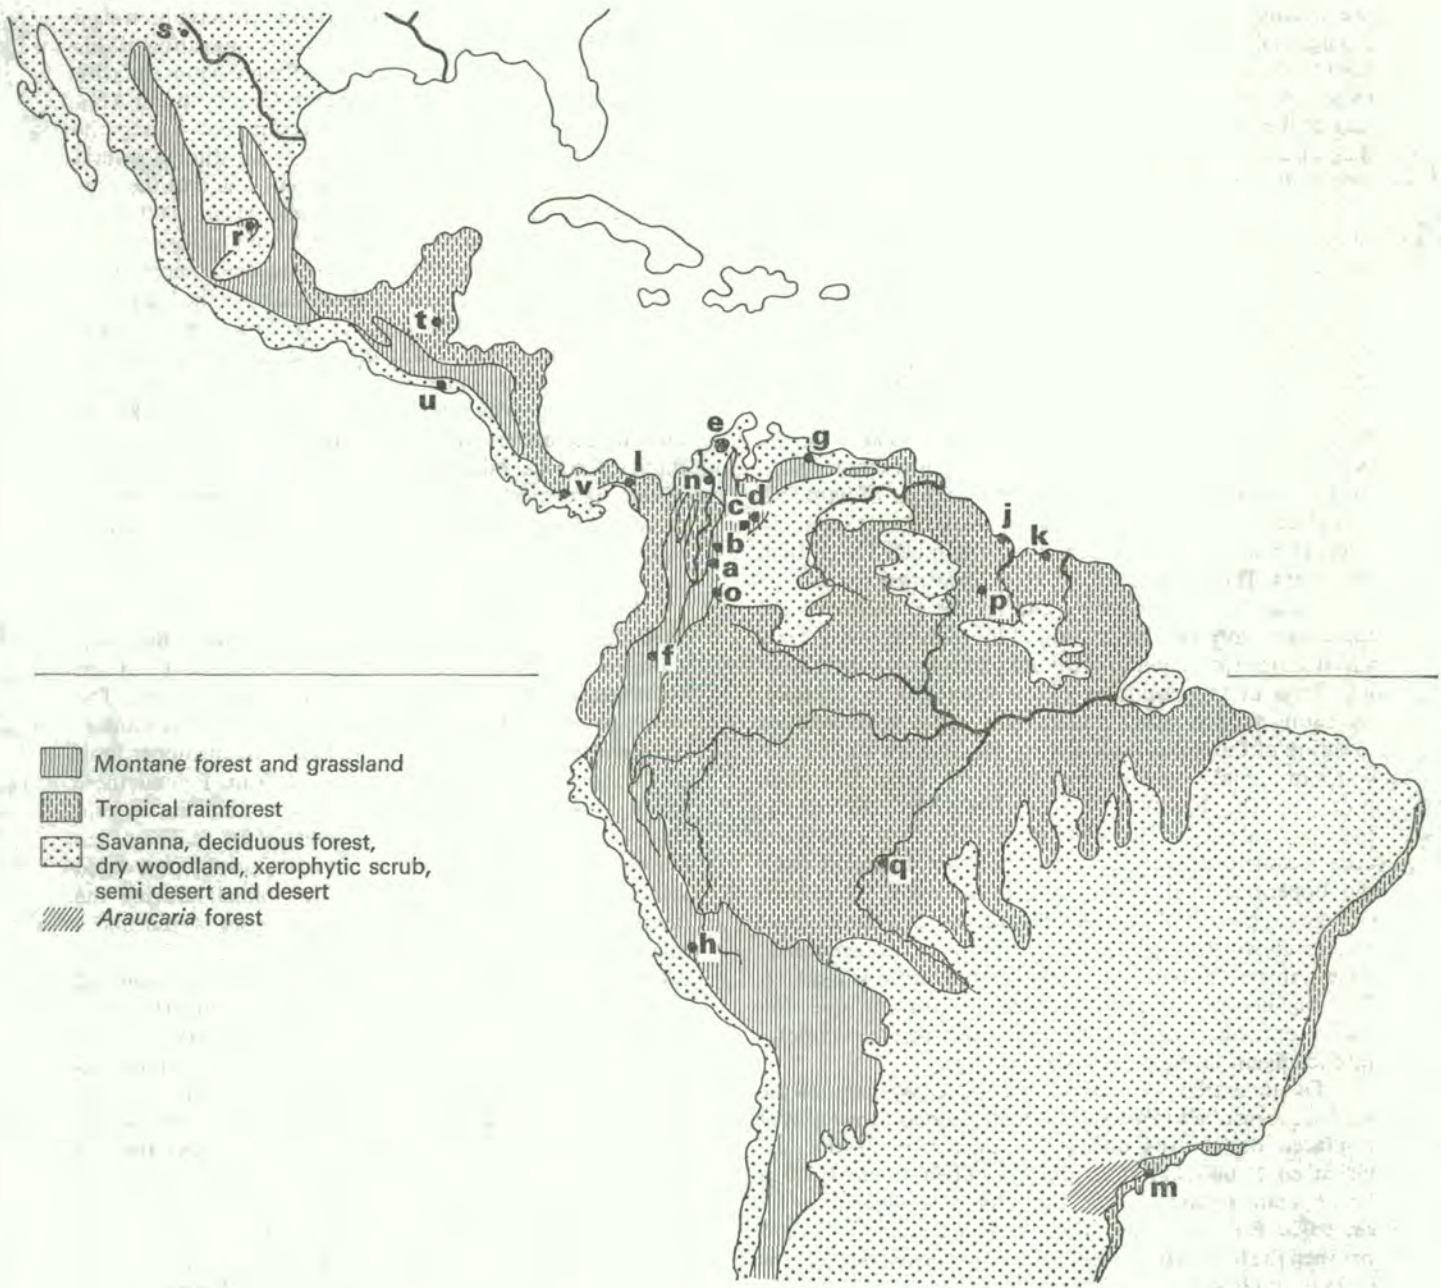 s
r
t
u
e
g
l
v
n
d
c
j
b
k
a
o
p
f
Montane forest and grassland
Tropical rainforest
Savanna, deciduous forest,
dry woodland, xerophytic scrub,
semi desert and desert
Araucaria forest
q
h
m